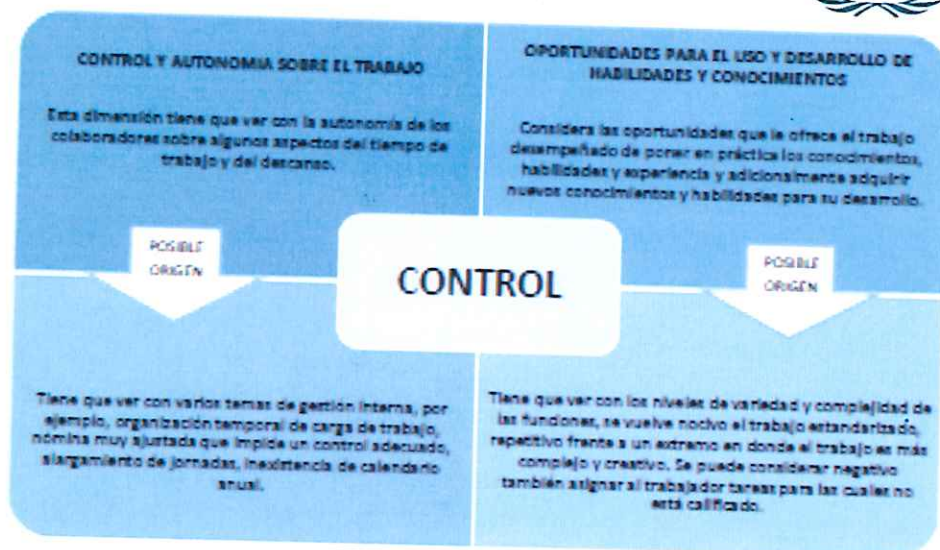 CONTROL Y AUTONOMIA SOBRE EL TRABAJO
Esta dimensión tiene que ver con la autonomía de los
colaboradores sobre algunos aspectos del tiempo de
trabajo y del descanso.
OPORTUNIDADES PARA EL USO Y DESARROLLO DE
HABILIDADES Y CONOCIMIENTOS
Considera las oportunidades que le ofrece el trabajo
desempeñado de poner en práctica los conocimientos,
habilidades y experiencia y adicionalmente adquirir
nuevos conocimientos y habilidades para su desarrollo.
POSIBLE
ORIGEN
CONTROL
POSIBLE
ORIGEN
Tiene que ver con varios temas de gestión interna, por
ejemplo, organización temporal de carga de trabajo,
nómina muy ajustada que impide un control adecuado,
alargamiento de jornadas, inexistencia de calendario
anual.
Tiene que ver con los niveles de variedad y complejidad de
las funciones, se vuelve nocivo el trabajo estandarizado,
repetitivo frente a un extremo en donde el trabajo es más
complejo y creativo. Se puede considerar negativo
también asignar al trabajador tareas para las cuales no
está calificado.